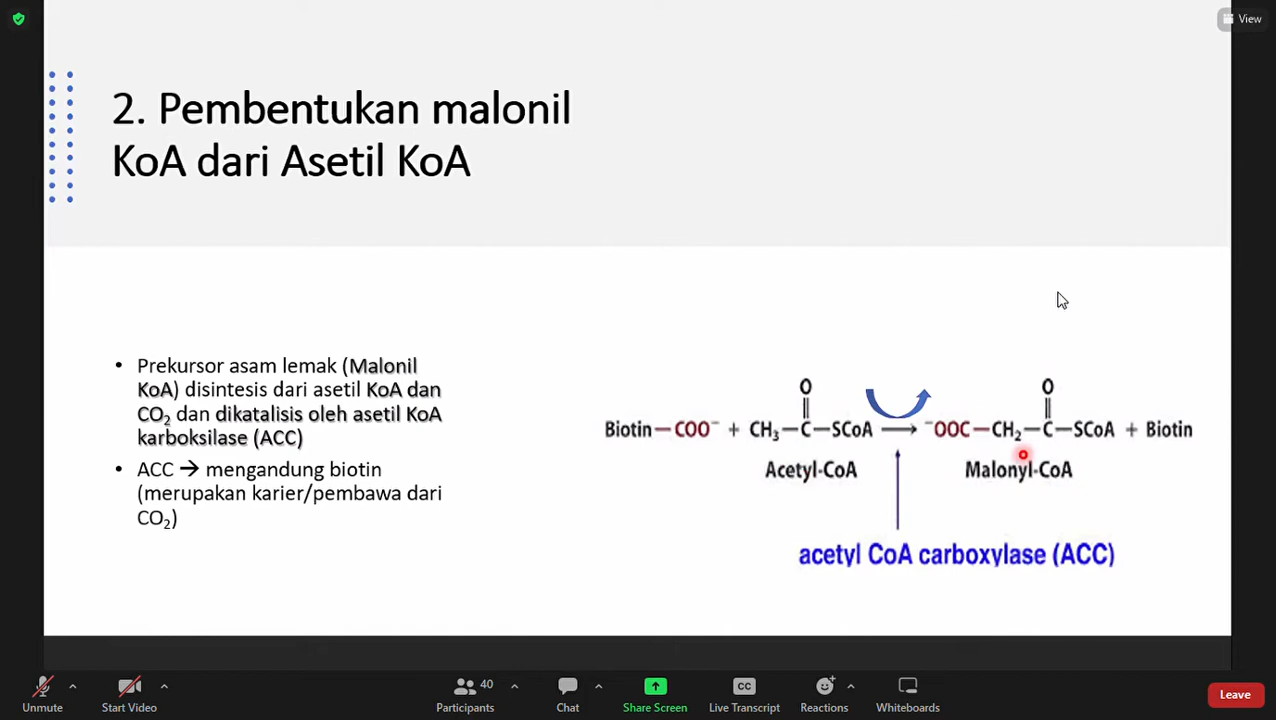 View
2. Pembentukan malonil
KoA dari Asetil KoA
• Prekursor asam lemak (Malonil
KoA) disintesis dari asetil KoA dan
CO₂ dan dikatalisis oleh asetil KoA
karboksilase (ACC)
• ACC → mengandung biotin
(merupakan karier/pembawa dari
CO₂)
O O
Biotin—COO⁻ + CH₃—C—SCoA → ⁻OOC—CH₂—C—SCoA + Biotin
Acetyl-CoA Malonyl-CoA
acetyl CoA carboxylase (ACC)
40
Unmute Start Video Participants Chat Share Screen Live Transcript Reactions Whiteboards Leave
CC